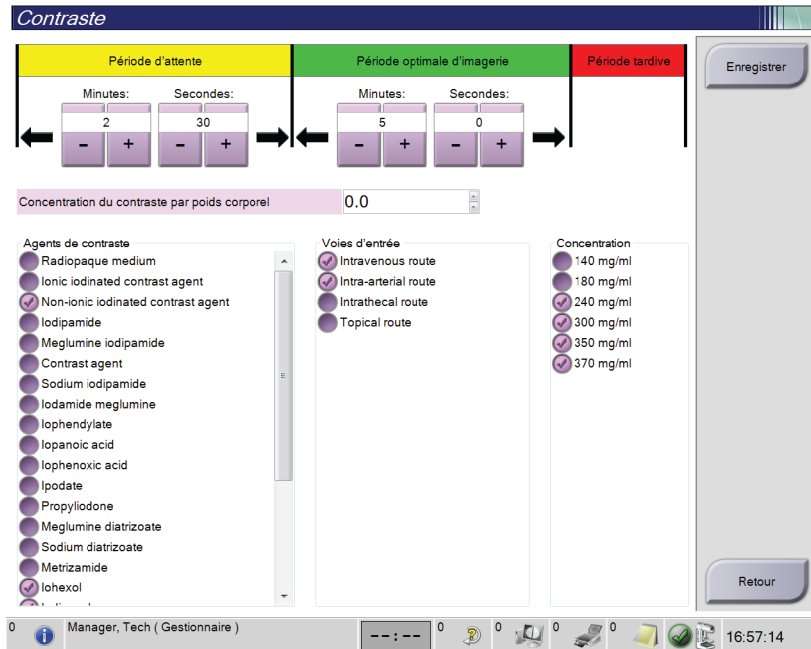 Contraste
Période d'attente
Période optimale d'imagerie
Période tardive
Enregistrer
Minutes:
Secondes:
Minutes:
Secondes:
2
30
5
0
-
+
-
+
-
+
-
+
Concentration du contraste par poids corporel
0.0
Agents de contraste
Radiopaque medium
Ionic iodinated contrast agent
Non-ionic iodinated contrast agent
Iodipamide
Meglumine iodipamide
Contrast agent
Sodium iodipamide
Iodamide meglumine
Iophendylate
Iopanoic acid
Iophenoxic acid
Ipodate
Propyliodone
Meglumine diatrizoate
Sodium diatrizoate
Metrizamide
Iohexol
Voies d'entrée
Intravenous route
Intra-arterial route
Intrathecal route
Topical route
Concentration
140 mg/ml
180 mg/ml
240 mg/ml
300 mg/ml
350 mg/ml
370 mg/ml
Retour
0
Manager, Tech ( Gestionnaire )
--:--
0
0
0
0
16:57:14